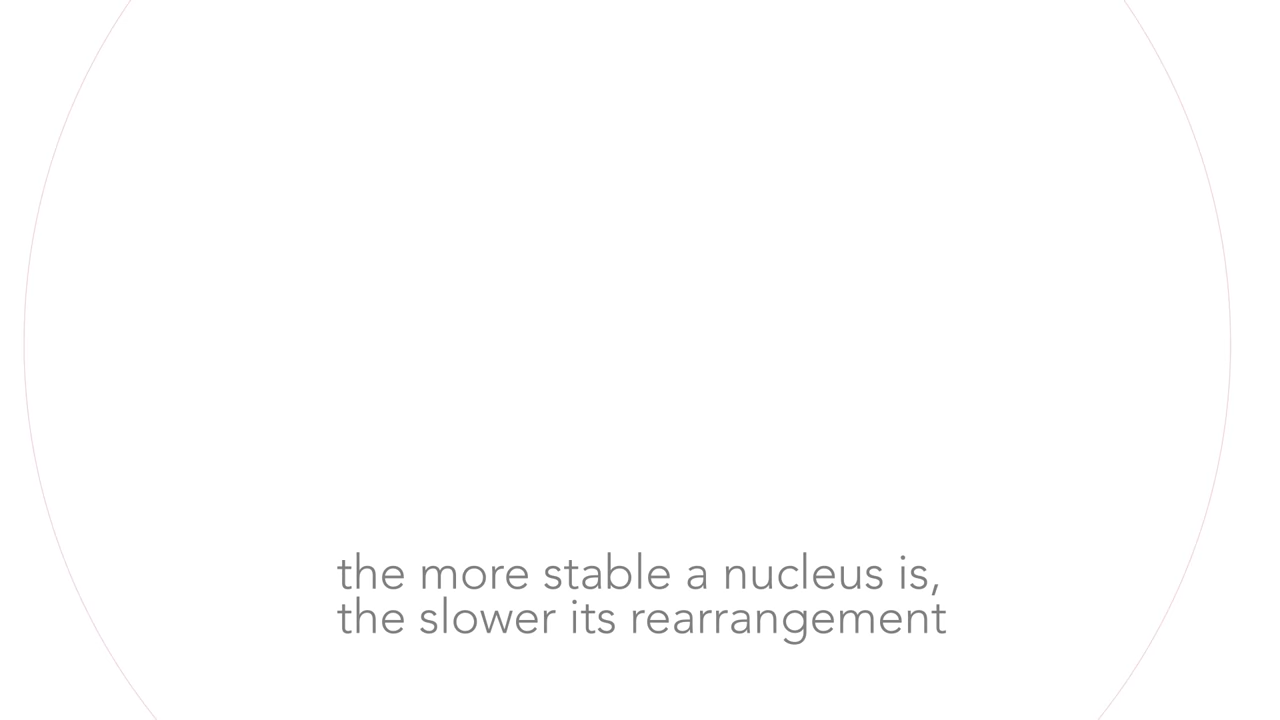 the more stable a nucleus is,
the slower its rearrangement